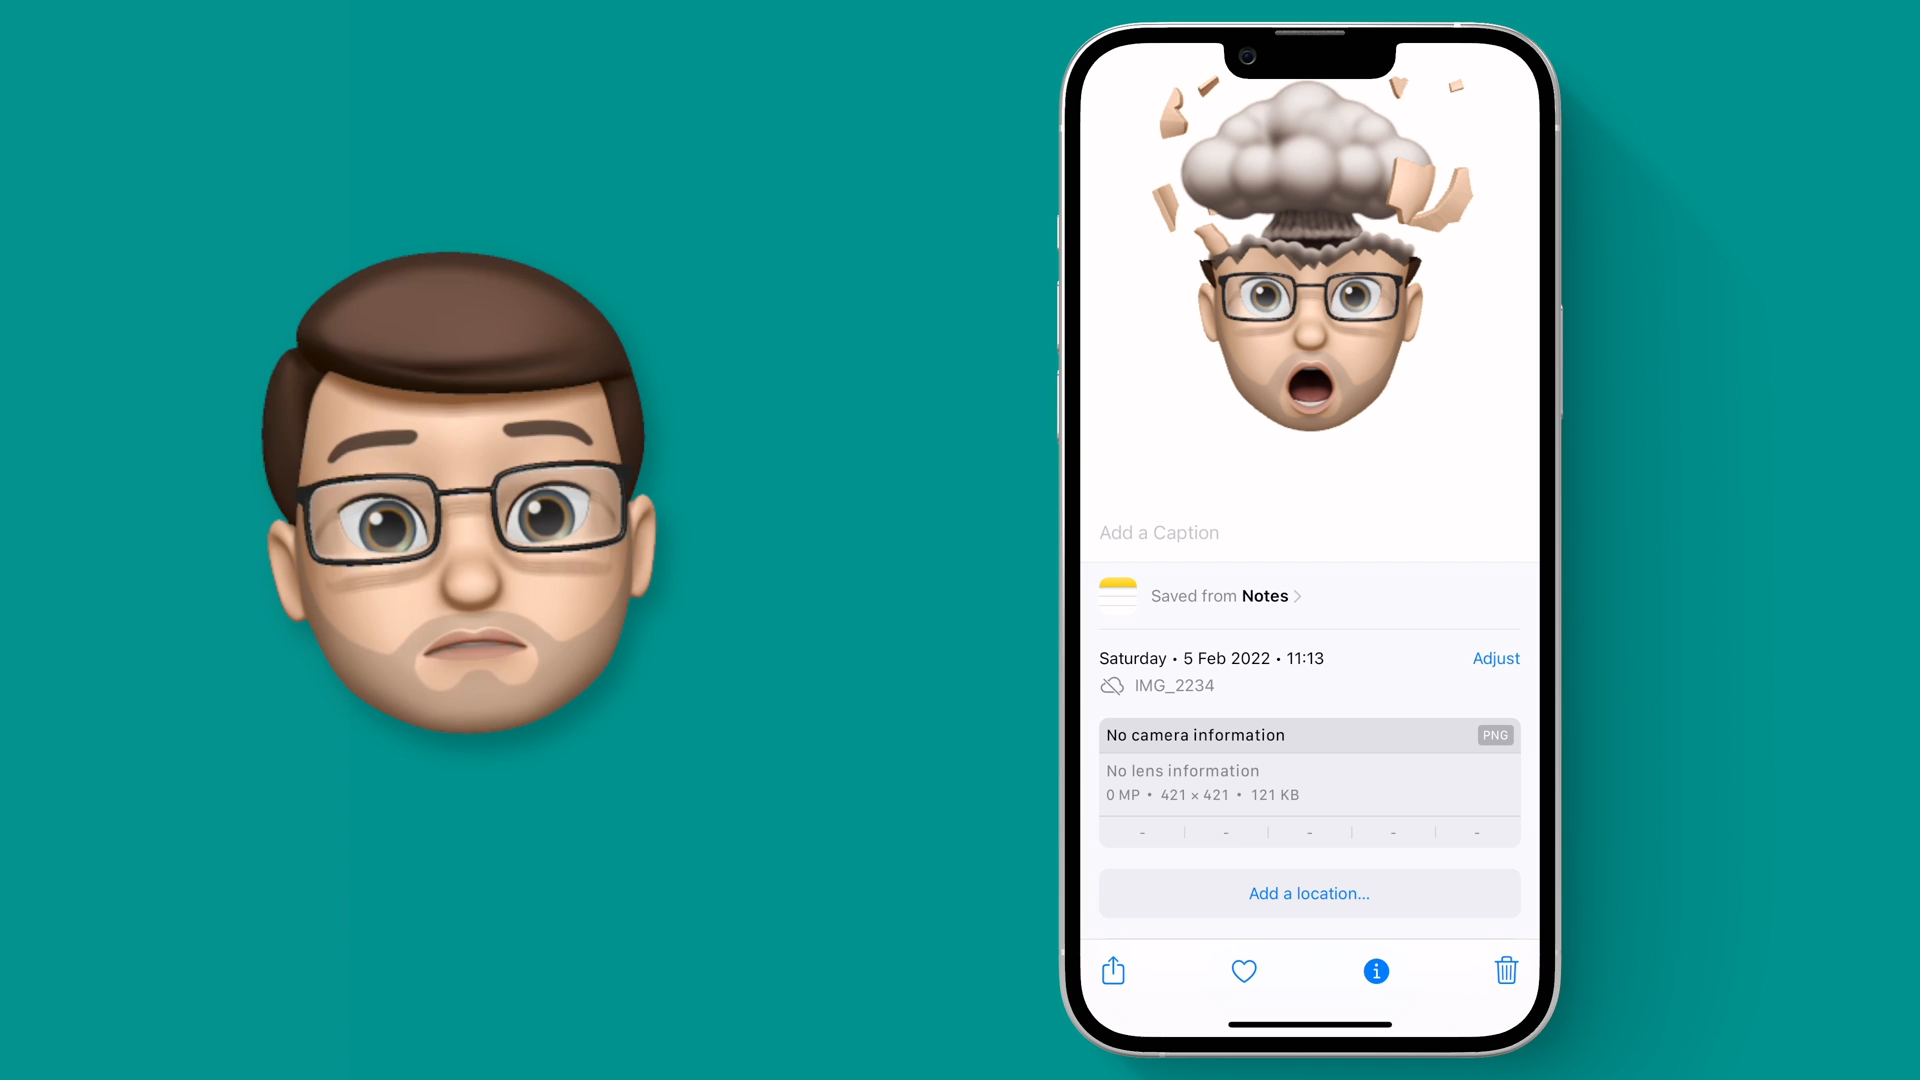 Add a Caption
Saved from Notes
Saturday • 5 Feb 2022 • 11:13
Adjust
IMG_2234
No camera information
PNG
No lens information
0 MP • 421 × 421 • 121 KB
- - - - -
Add a location...